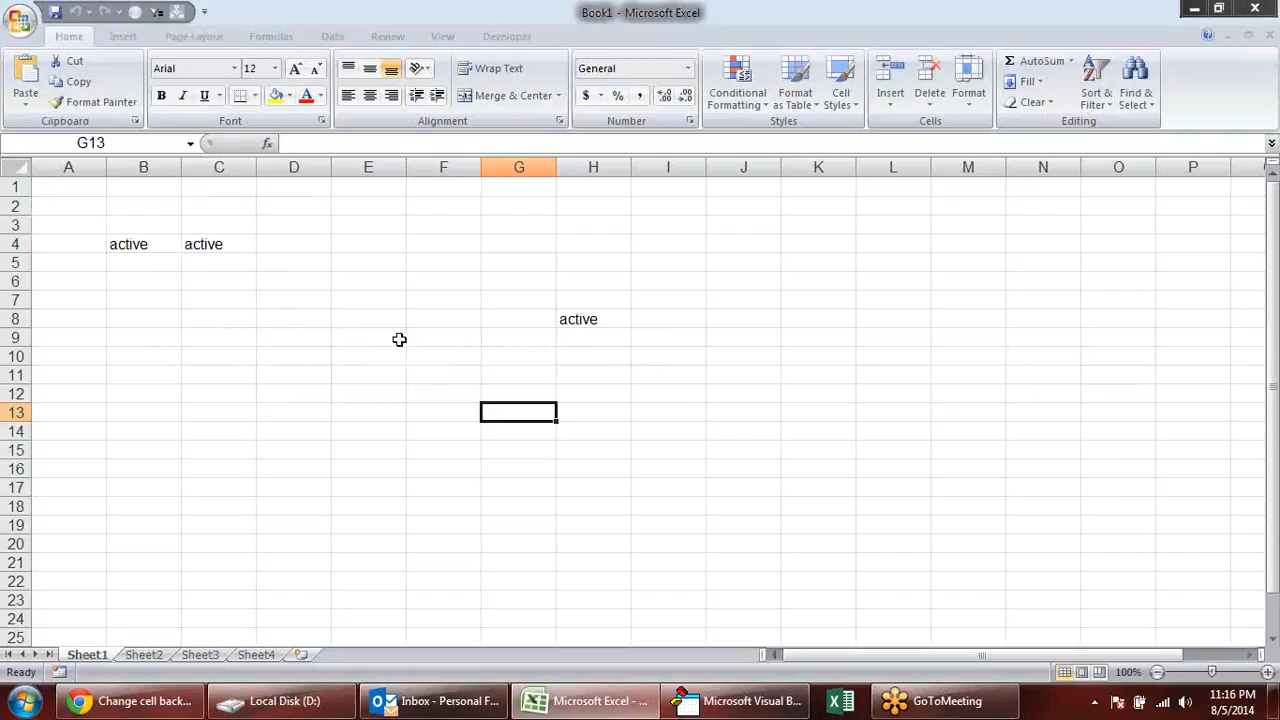 Book1 - Microsoft Excel
Home Insert Page Layout Formulas Data Review View Developer
Cut
Copy
Format Painter
Paste
Clipboard
Arial 12
B I U
Font
Wrap Text
Merge & Center
Alignment
General
$ % , .00
Number
Conditional Formatting
Format as Table
Cell Styles
Styles
Insert Delete Format
Cells
Σ AutoSum
Fill
Clear
Sort & Filter
Find & Select
Editing
G13 fx
A B C D E F G H I J K L M N O P
1
2
3
4 active active
5
6
7
8 active
9
10
11
12
13
14
15
16
17
18
19
20
21
22
23
24
25
Sheet1 Sheet2 Sheet3 Sheet4
Ready 100%
Change cell back... Local Disk (D:) Inbox - Personal F... Microsoft Excel - ... Microsoft Visual B... GoToMeeting
11:16 PM
8/5/2014